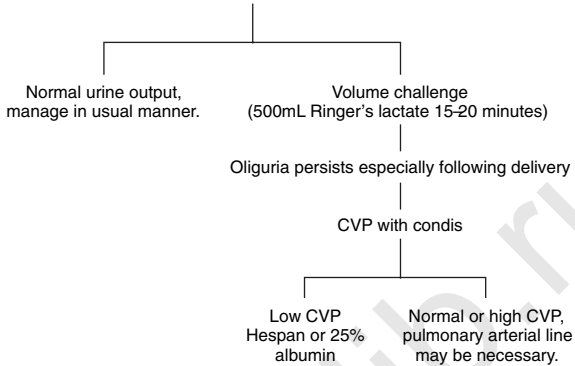 Normal urine output,
manage in usual manner.
Volume challenge
(500mL Ringer's lactate 15–20 minutes)
Oliguria persists especially following delivery
CVP with condis
Low CVP
Hespan or 25%
albumin
Normal or high CVP,
pulmonary arterial line
may be necessary.
lib.ru